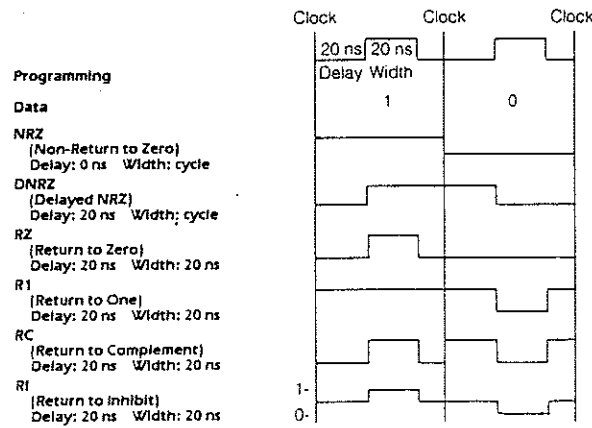 Clock Clock Clock
20 ns 20 ns
Programming
Delay Width
Data
1 0
NRZ
(Non-Return to Zero)
Delay: 0 ns Width: cycle
DNRZ
(Delayed NRZ)
Delay: 20 ns Width: cycle
RZ
(Return to Zero)
Delay: 20 ns Width: 20 ns
R1
(Return to One)
Delay: 20 ns Width: 20 ns
RC
(Return to Complement)
Delay: 20 ns Width: 20 ns
RI
1-
(Return to Inhibit)
0-
Delay: 20 ns Width: 20 ns